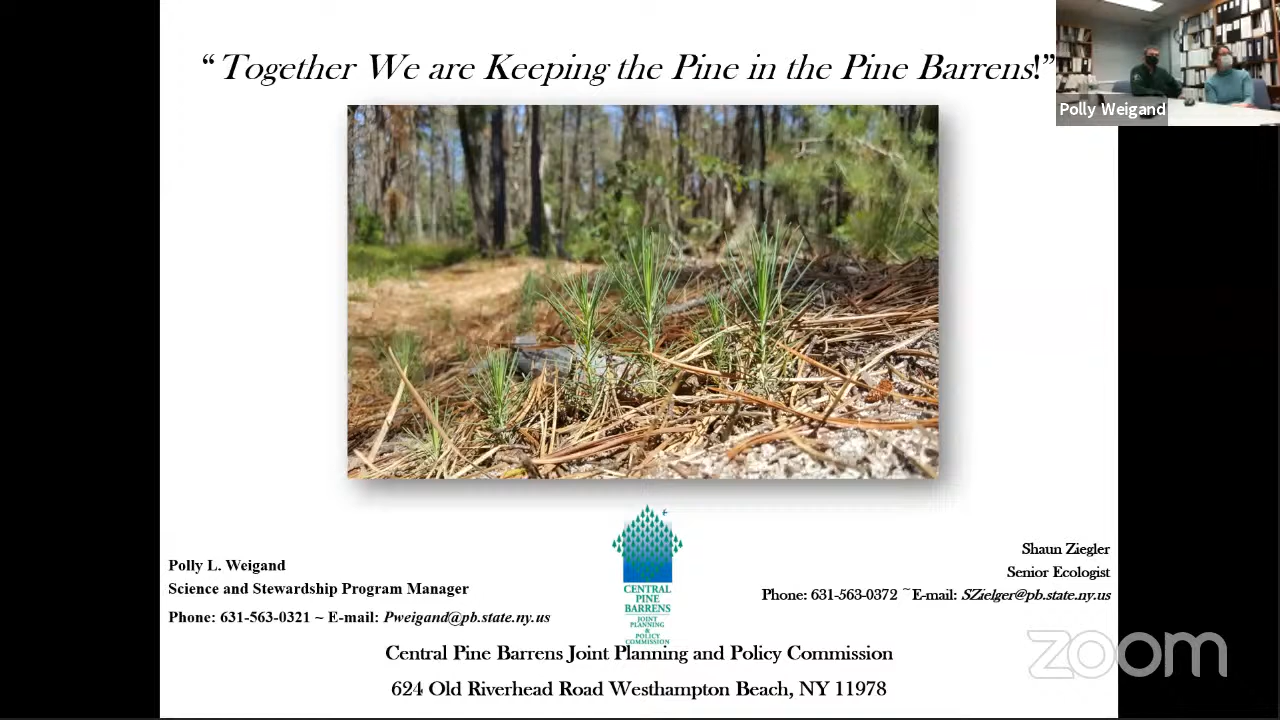 “Together We are Keeping the Pine in the Pine Barrens!”
Polly Weigand
Polly L. Weigand
Science and Stewardship Program Manager
Phone: 631-563-0321 ~ E-mail: Pweigand@pb.state.ny.us
CENTRAL
PINE
BARRENS
JOINT
PLANNING
&
POLICY
COMMISSION
Shaun Ziegler
Senior Ecologist
Phone: 631-563-0372 ~E-mail: SZielger@pb.state.ny.us
Central Pine Barrens Joint Planning and Policy Commission
624 Old Riverhead Road Westhampton Beach, NY 11978
zoom